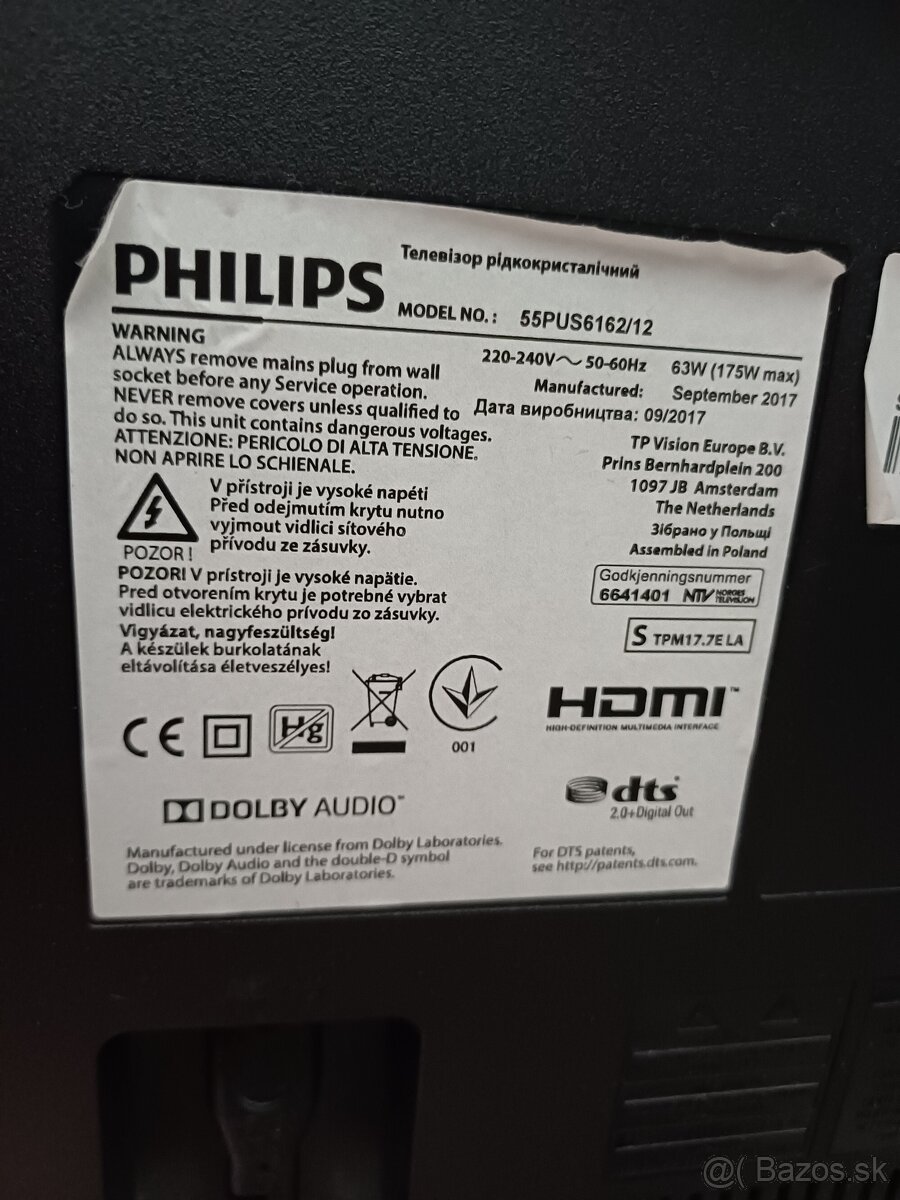 PHILIPS
Телевізор рідкокристалічний
MODEL NO.: 55PUS6162/12
WARNING
ALWAYS remove mains plug from wall
socket before any Service operation.
NEVER remove covers unless qualified to
do so. This unit contains dangerous voltages.
ATTENZIONE: PERICOLO DI ALTA TENSIONE.
NON APRIRE LO SCHIENALE.
220-240V~ 50-60Hz 63W (175W max)
Manufactured: September 2017
Дата виробництва: 09/2017
TP Vision Europe B.V.
Prins Bernhardplein 200
1097 JB Amsterdam
The Netherlands
Зібрано у Польщі
Assembled in Poland
V přístroji je vysoké napéti
Před odejmutím krytu nutno
vyjmout vidlici síťového
přívodu ze zásuvky.
POZOR!
POZOR! V prístroji je vysoké napätie.
Pred otvorením krytu je potrebné vybrat
vidlicu elektrického prívodu zo zásuvky.
Vigyázat, nagyfeszültség!
A készülek burkolatának
eltávolítása életveszélyes!
Godkjenningsnummer
6641401 NTV NORGES TELEVISJON
S TPM17.7E LA
CE
Hg
001
HDMI™
HIGH-DEFINITION MULTIMEDIA INTERFACE
DOLBY AUDIO™
dts
2.0+Digital Out
Manufactured under license from Dolby Laboratories.
Dolby, Dolby Audio and the double-D symbol
are trademarks of Dolby Laboratories.
For DTS patents,
see http://patents.dts.com.
@( Bazos.sk